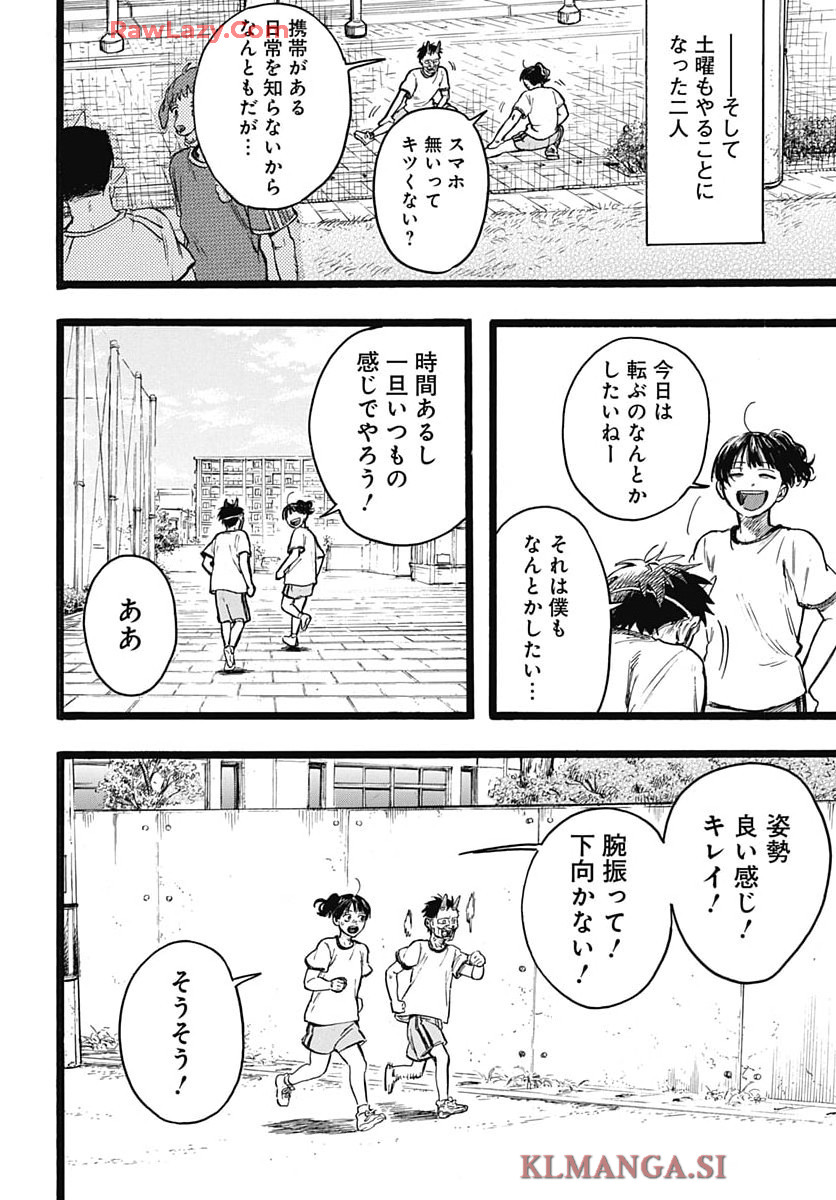 RawLazy.Com
――そして
土曜もやることに
なった二人
スマホ
無いって
キツくない？
携帯がある
日常を知らないから
なんともだが…
今日は
転ぶのなんとか
したいねー
それは僕も
なんとかしたい…
時間あるし
一旦いつもの
感じでやろう！
ああ
姿勢
良い感じ！
キレイ！
腕振って！
下向かない！
そうそう！
KLMANGA.SI